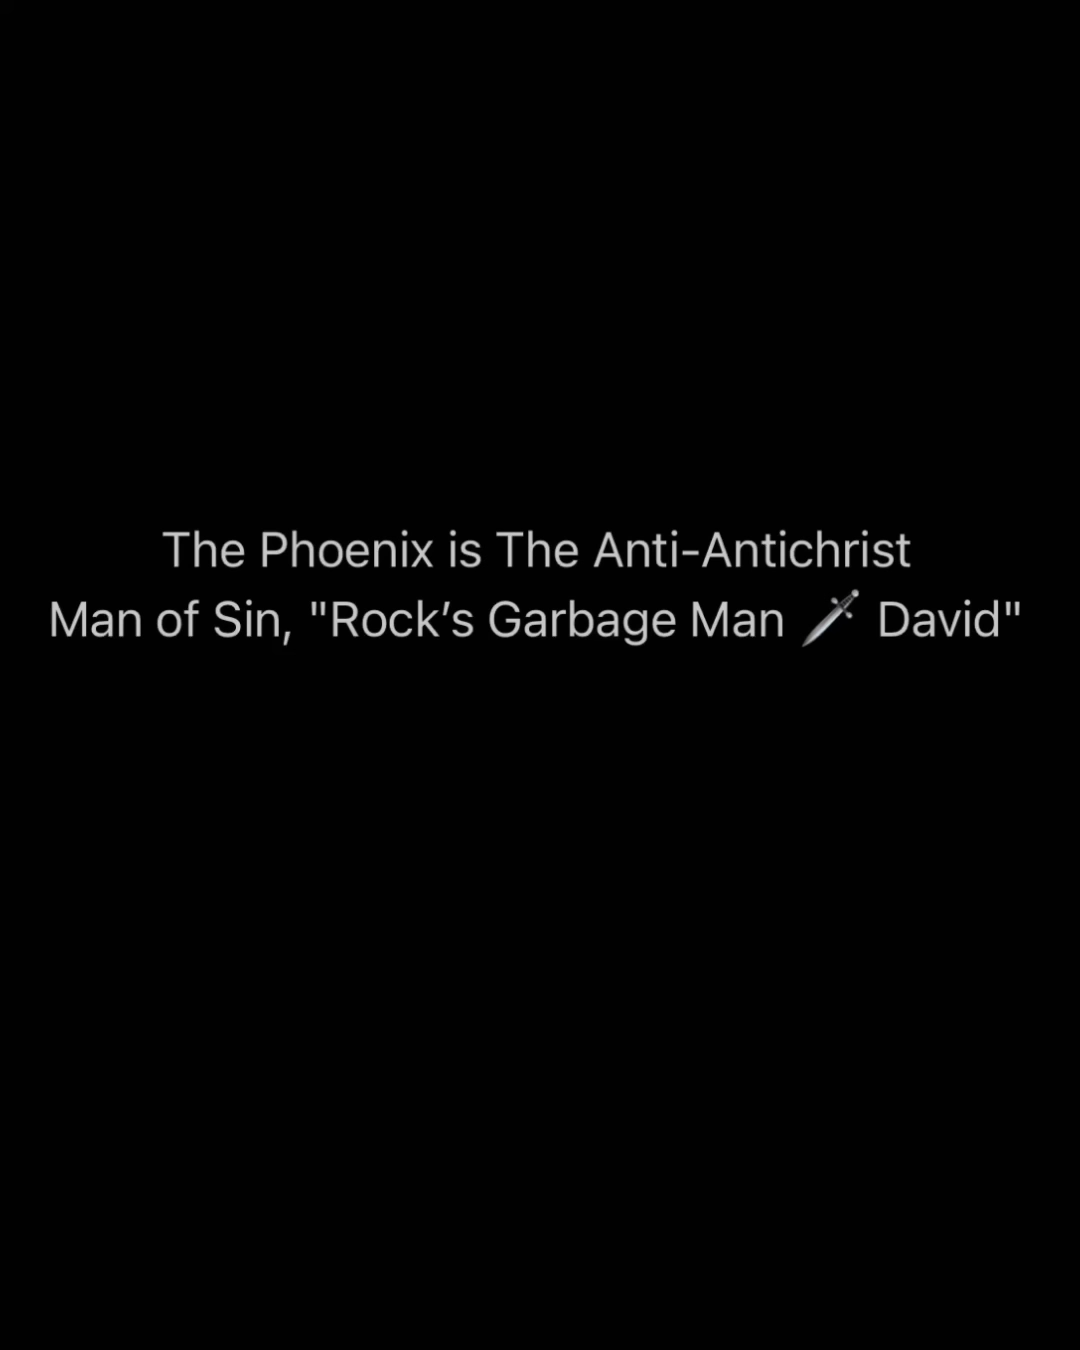 The Phoenix is The Anti-Antichrist
Man of Sin, "Rock’s Garbage Man 🗡️ David"